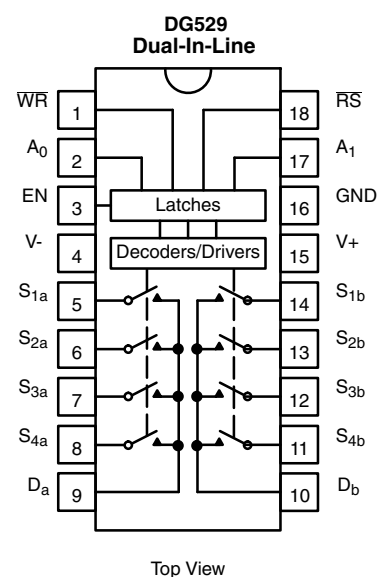 DG529
Dual-In-Line
WR 1 18 RS
A0 2 17 A1
EN 3 Latches 16 GND
V- 4 Decoders/Drivers 15 V+
S1a 5 14 S1b
S2a 6 13 S2b
S3a 7 12 S3b
S4a 8 11 S4b
Da 9 10 Db
Top View